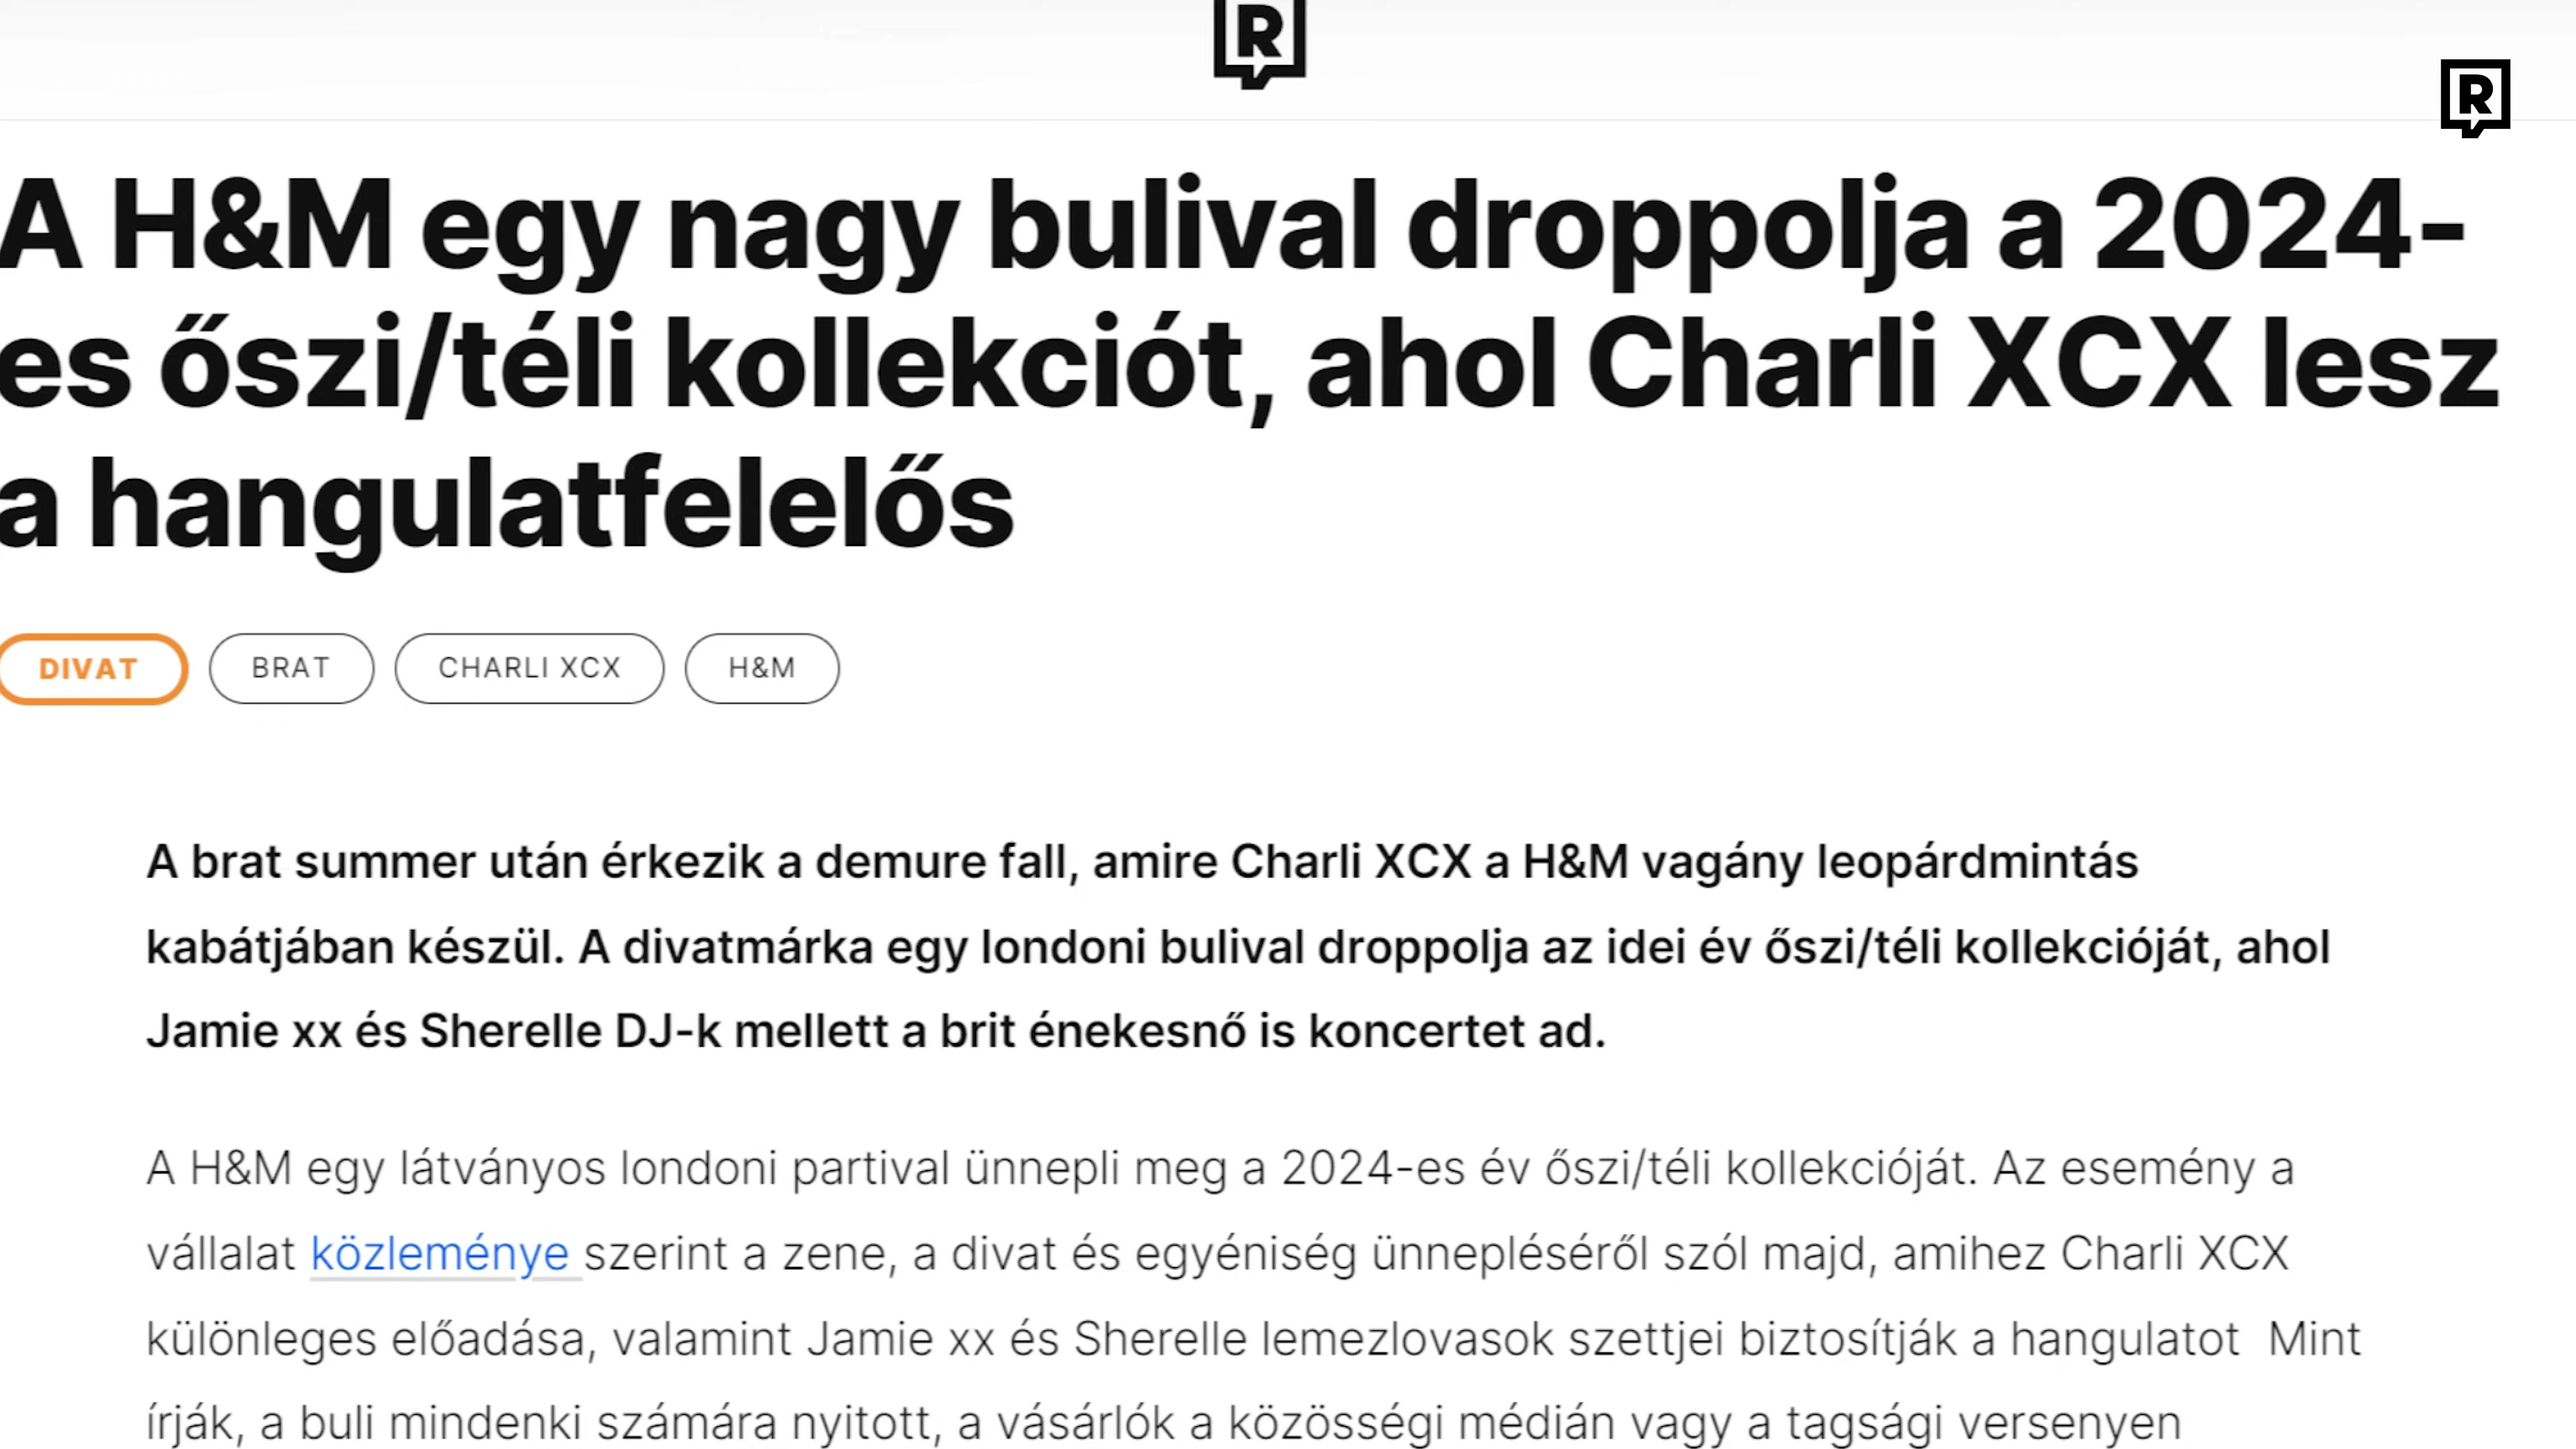 R
R
A H&M egy nagy bulival droppolja a 2024-
es őszi/téli kollekciót, ahol Charli XCX lesz
a hangulatfelelős
DIVAT BRAT CHARLI XCX H&M
A brat summer után érkezik a demure fall, amire Charli XCX a H&M vagány leopárdmintás
kabátjában készül. A divatmárka egy londoni bulival droppolja az idei év őszi/téli kollekcióját, ahol
Jamie xx és Sherelle DJ-k mellett a brit énekesnő is koncertet ad.
A H&M egy látványos londoni partival ünnepli meg a 2024-es év őszi/téli kollekcióját. Az esemény a
vállalat közleménye szerint a zene, a divat és egyéniség ünnepléséről szól majd, amihez Charli XCX
különleges előadása, valamint Jamie xx és Sherelle lemezlovasok szettjei biztosítják a hangulatot  Mint
írják, a buli mindenki számára nyitott, a vásárlók a közösségi médián vagy a tagsági versenyen